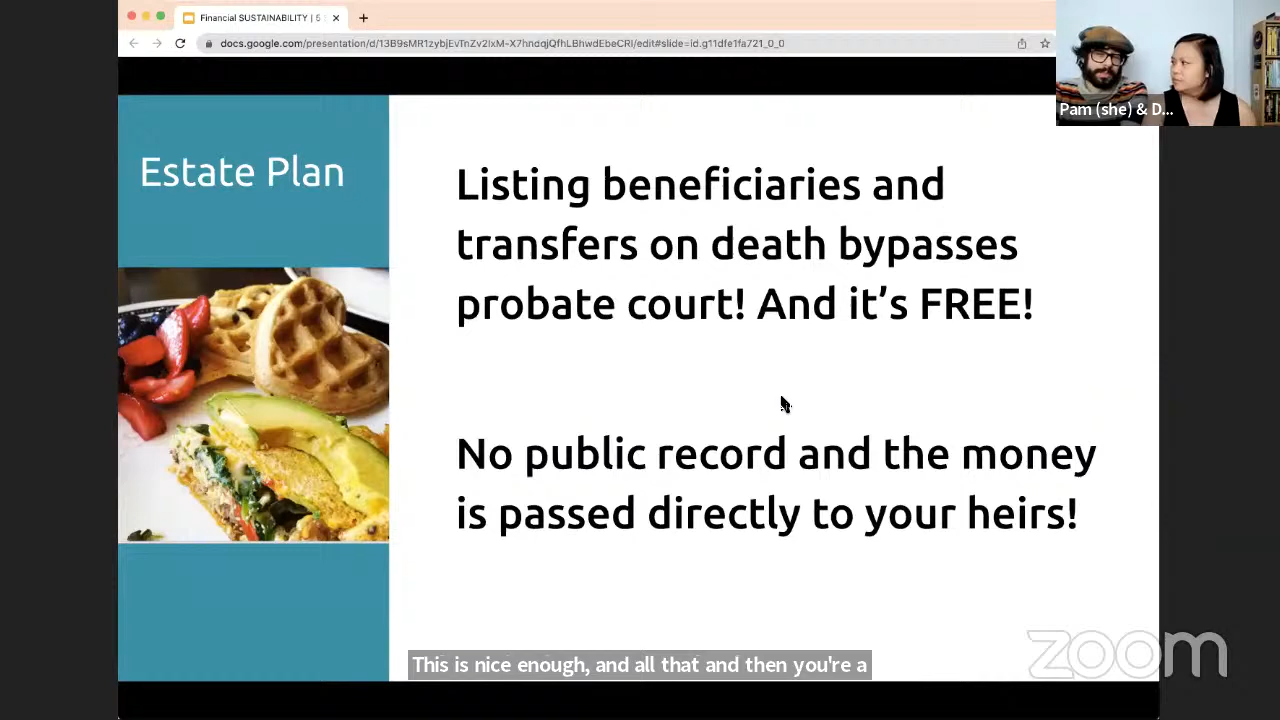 Financial SUSTAINABILITY | 5
docs.google.com/presentation/d/13B9sMR1zybjEvTnZv2IxM-X7hndqjQfhLBhwdEbeCRI/edit#slide=id.g11dfe1fa721_0_0
Pam (she) & D...
Estate Plan
Listing beneficiaries and
transfers on death bypasses
probate court! And it’s FREE!
No public record and the money
is passed directly to your heirs!
This is nice enough, and all that and then you're a
zoom